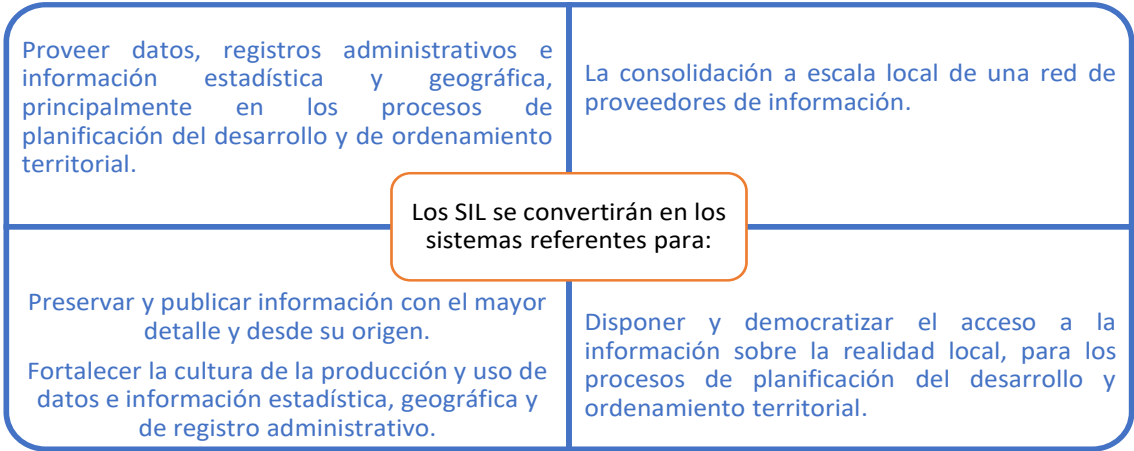 Proveer datos, registros administrativos e
información estadística y geográfica,
principalmente en los procesos de
planificación del desarrollo y de ordenamiento
territorial.
La consolidación a escala local de una red de
proveedores de información.
Los SIL se convertirán en los
sistemas referentes para:
Preservar y publicar información con el mayor
detalle y desde su origen.
Fortalecer la cultura de la producción y uso de
datos e información estadística, geográfica y
de registro administrativo.
Disponer y democratizar el acceso a la
información sobre la realidad local, para los
procesos de planificación del desarrollo y
ordenamiento territorial.